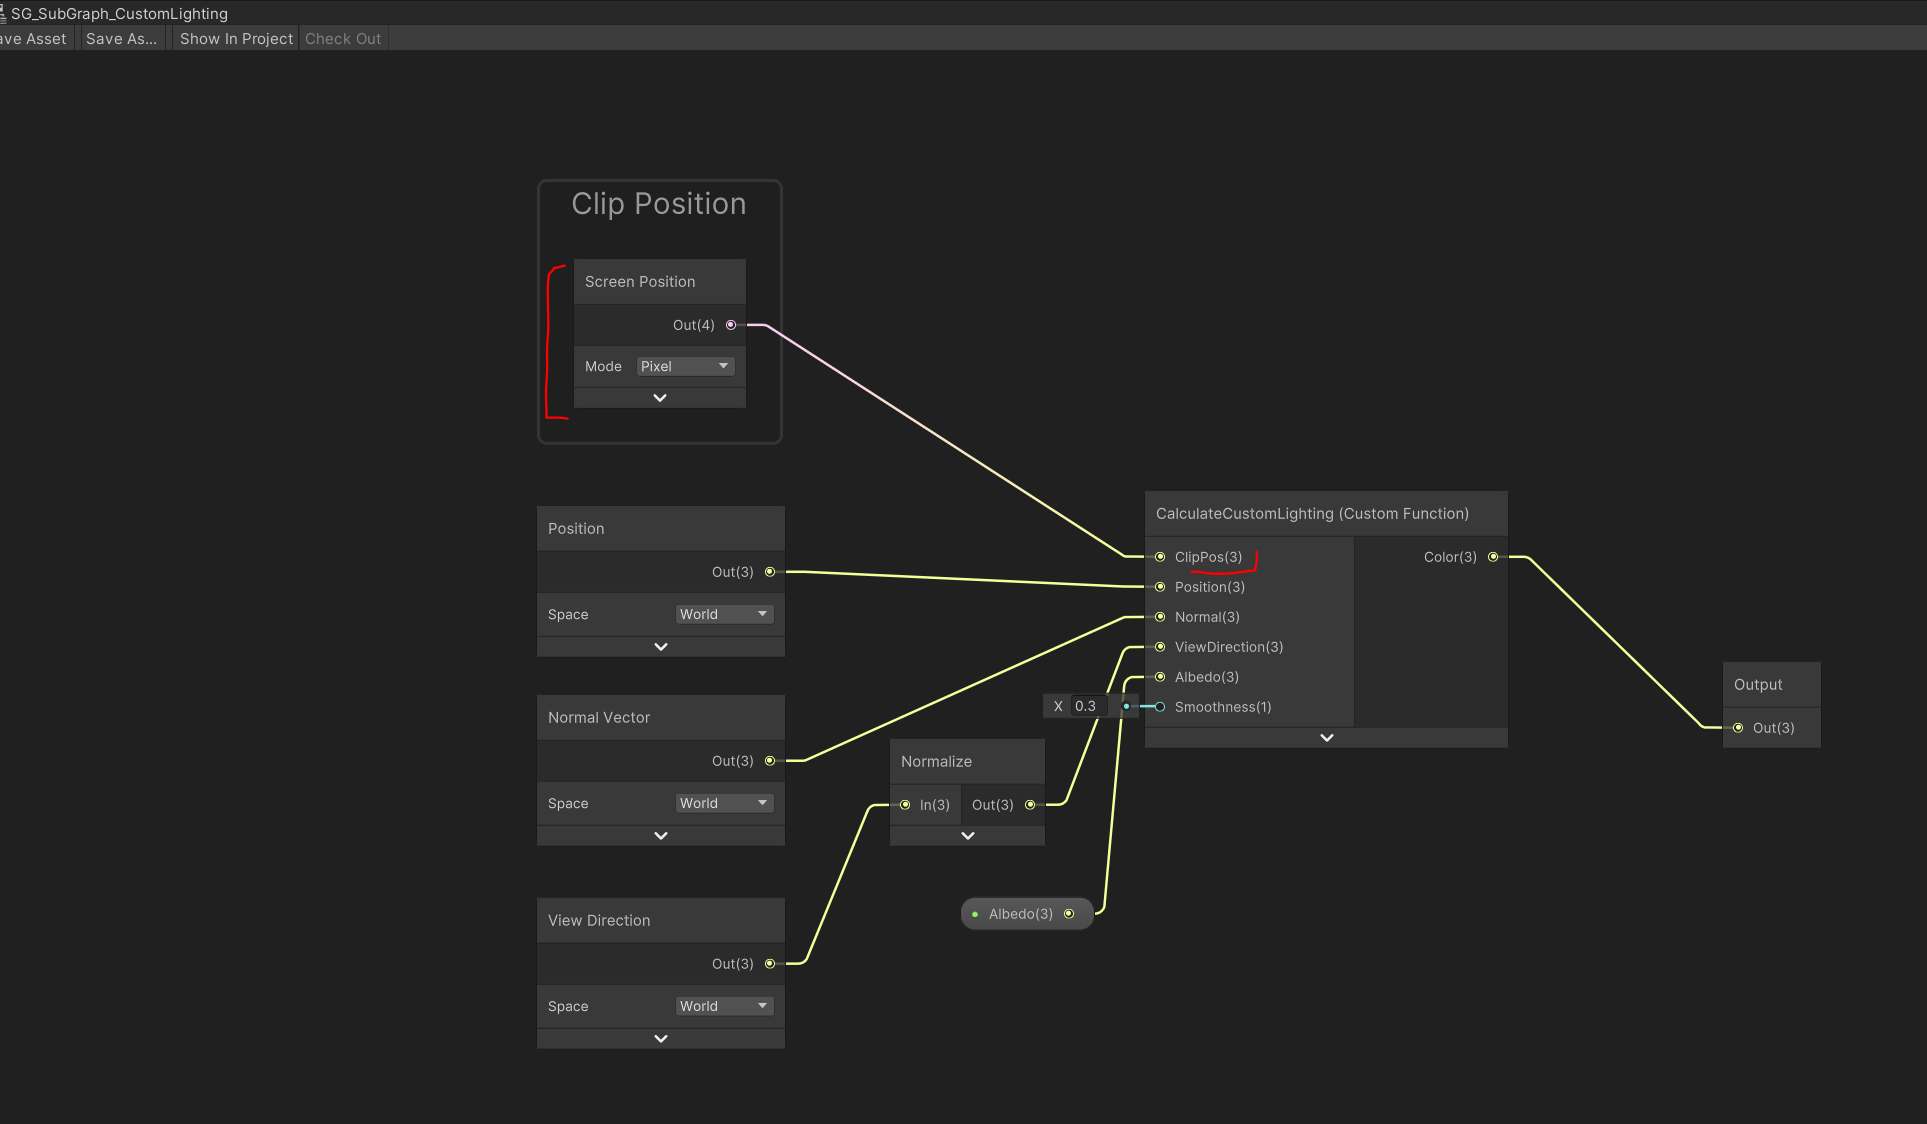 SG_SubGraph_CustomLighting
ave Asset
Save As...
Show In Project
Check Out
Clip Position
Screen Position
Out(4)
Mode Pixel
Position
Out(3)
Space World
Normal Vector
Out(3)
Space World
View Direction
Out(3)
Space World
Normalize
In(3) Out(3)
Albedo(3)
X 0.3
CalculateCustomLighting (Custom Function)
ClipPos(3) Color(3)
Position(3)
Normal(3)
ViewDirection(3)
Albedo(3)
Smoothness(1)
Output
Out(3)